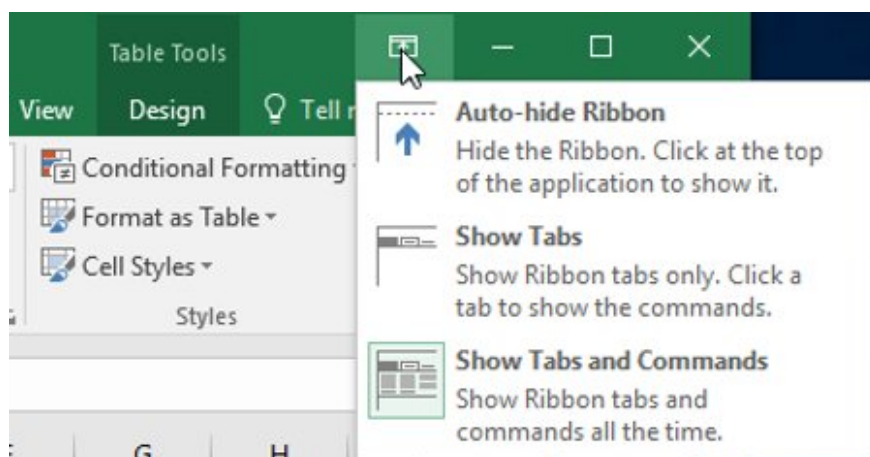 Table Tools
View Design Tell
Auto-hide Ribbon
Hide the Ribbon. Click at the top
of the application to show it.
Conditional Formatting
Format as Table
Cell Styles
Styles
Show Tabs
Show Ribbon tabs only. Click a
tab to show the commands.
Show Tabs and Commands
Show Ribbon tabs and
commands all the time.
G H